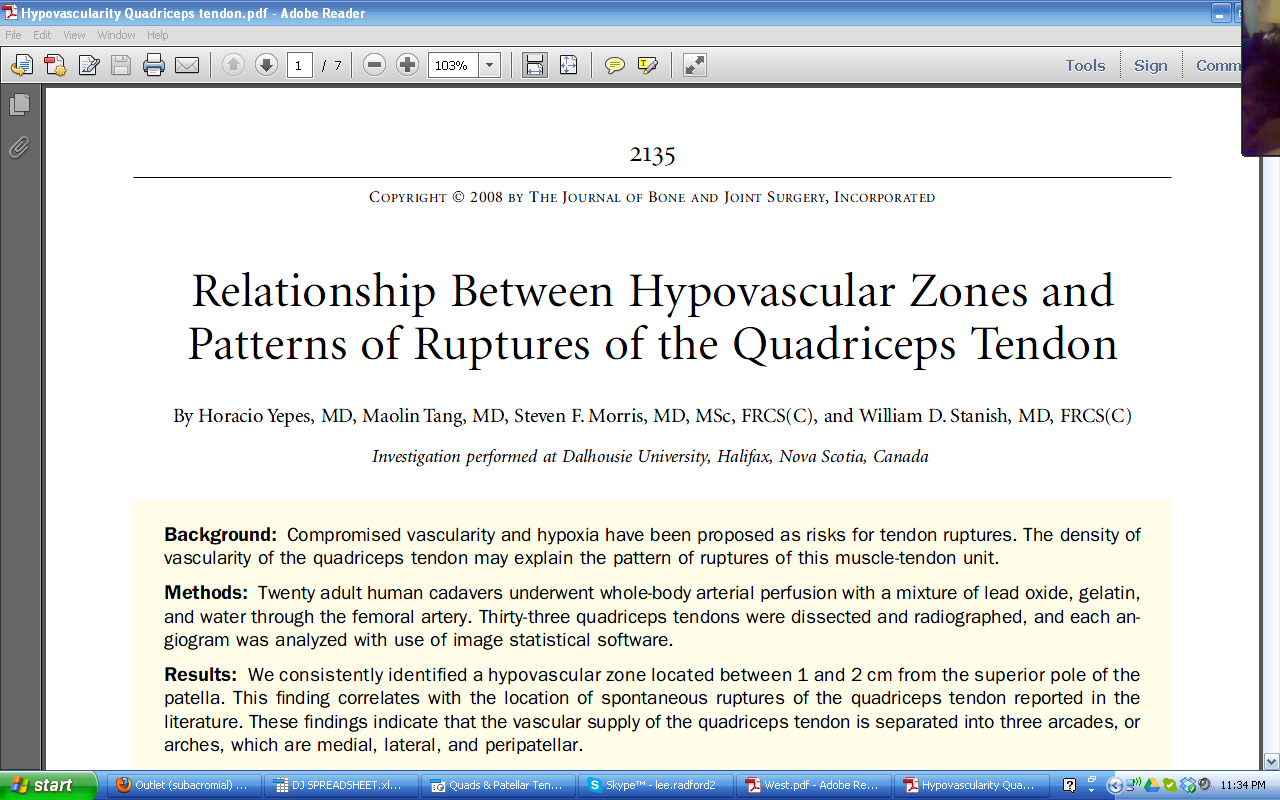 Hypovascularity Quadriceps tendon.pdf - Adobe Reader
File Edit View Window Help
1 / 7 103% Tools Sign Comm
2135
COPYRIGHT © 2008 BY THE JOURNAL OF BONE AND JOINT SURGERY, INCORPORATED
Relationship Between Hypovascular Zones and
Patterns of Ruptures of the Quadriceps Tendon
By Horacio Yepes, MD, Maolin Tang, MD, Steven F. Morris, MD, MSc, FRCS(C), and William D. Stanish, MD, FRCS(C)
Investigation performed at Dalhousie University, Halifax, Nova Scotia, Canada
Background: Compromised vascularity and hypoxia have been proposed as risks for tendon ruptures. The density of
vascularity of the quadriceps tendon may explain the pattern of ruptures of this muscle-tendon unit.
Methods: Twenty adult human cadavers underwent whole-body arterial perfusion with a mixture of lead oxide, gelatin,
and water through the femoral artery. Thirty-three quadriceps tendons were dissected and radiographed, and each an-
giogram was analyzed with use of image statistical software.
Results: We consistently identified a hypovascular zone located between 1 and 2 cm from the superior pole of the
patella. This finding correlates with the location of spontaneous ruptures of the quadriceps tendon reported in the
literature. These findings indicate that the vascular supply of the quadriceps tendon is separated into three arcades, or
arches, which are medial, lateral, and peripatellar.
start Outlet (subacromial) ... DJ SPREADSHEET.xl... Quads & Patellar Ten... Skype™ - lee.radford2 West.pdf - Adobe Re... Hypovascularity Qua... 11:34 PM